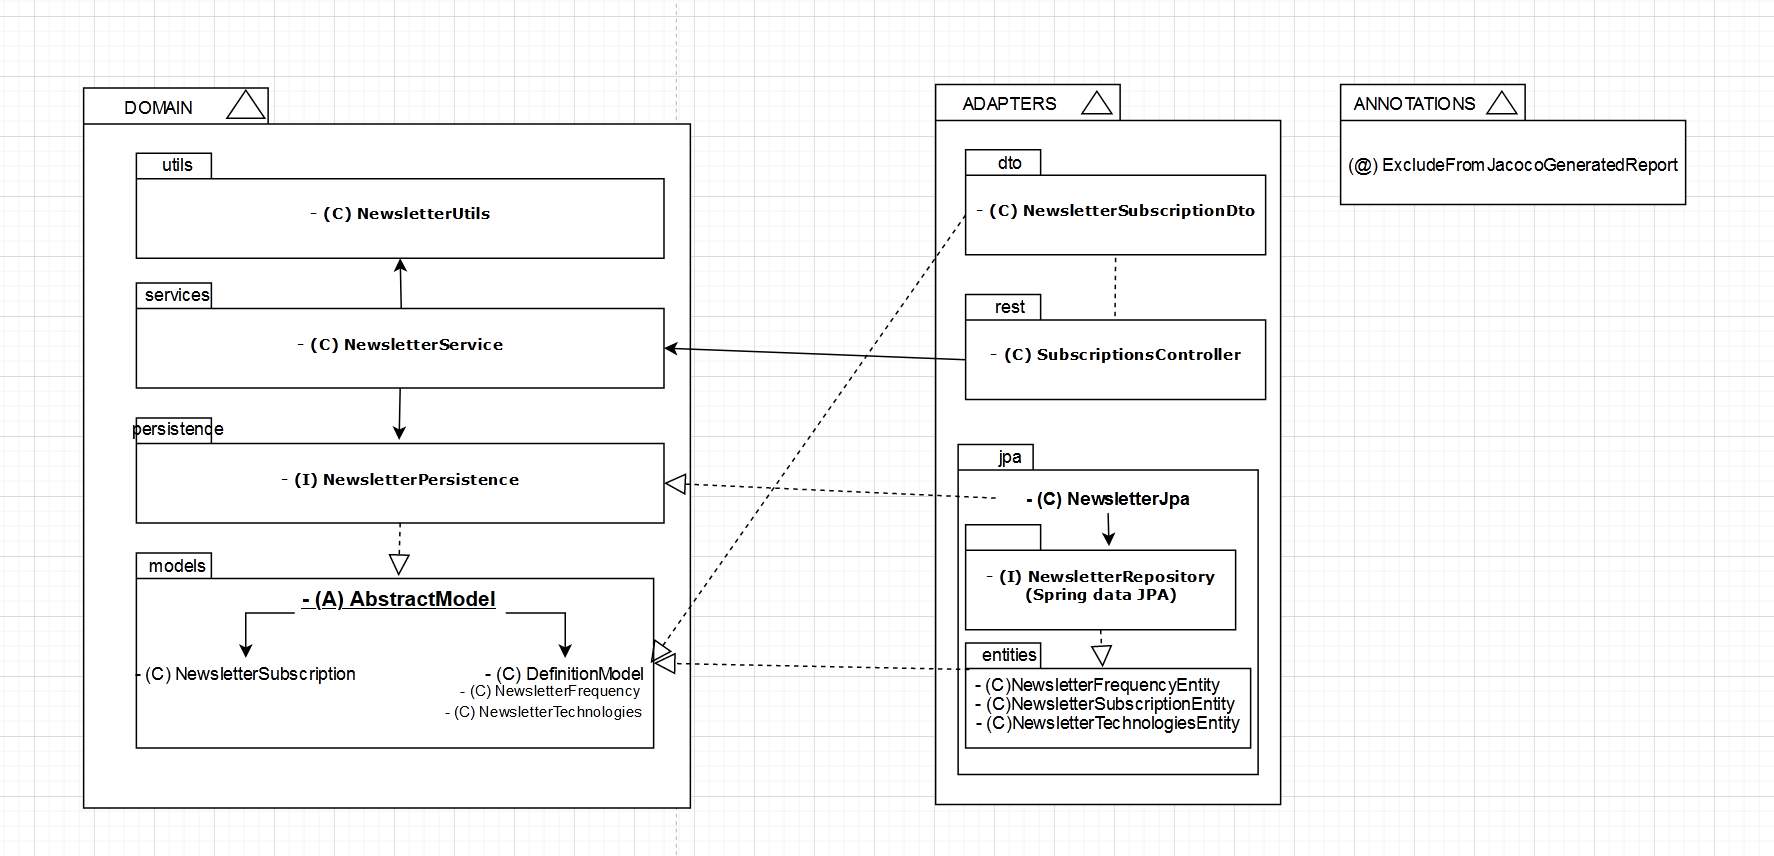 DOMAIN
utils
- (C) NewsletterUtils
services
- (C) NewsletterService
persistence
- (I) NewsletterPersistence
models
- (A) AbstractModel
- (C) NewsletterSubscription
- (C) DefinitionModel
- (C) NewsletterFrequency
- (C) NewsletterTechnologies
ADAPTERS
dto
- (C) NewsletterSubscriptionDto
rest
- (C) SubscriptionsController
jpa
- (C) NewsletterJpa
- (I) NewsletterRepository
(Spring data JPA)
entities
- (C)NewsletterFrequencyEntity
- (C)NewsletterSubscriptionEntity
- (C)NewsletterTechnologiesEntity
ANNOTATIONS
(@) ExcludeFromJacocoGeneratedReport